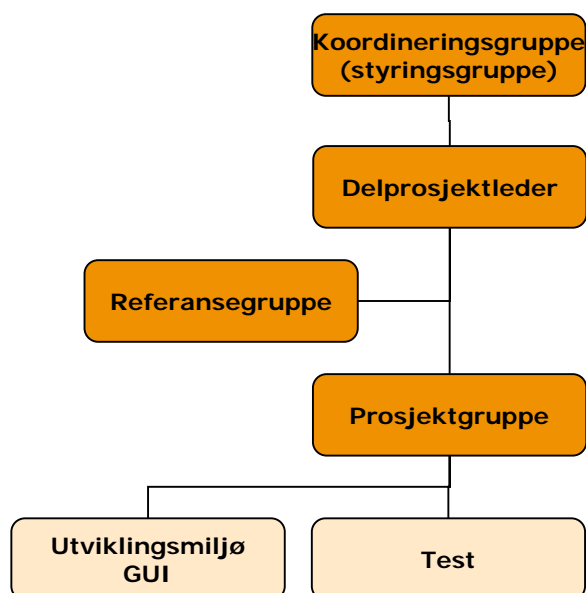 Koordineringsgruppe
(styringsgruppe)
Delprosjektleder
Referansegruppe
Prosjektgruppe
Utviklingsmiljø
GUI
Test